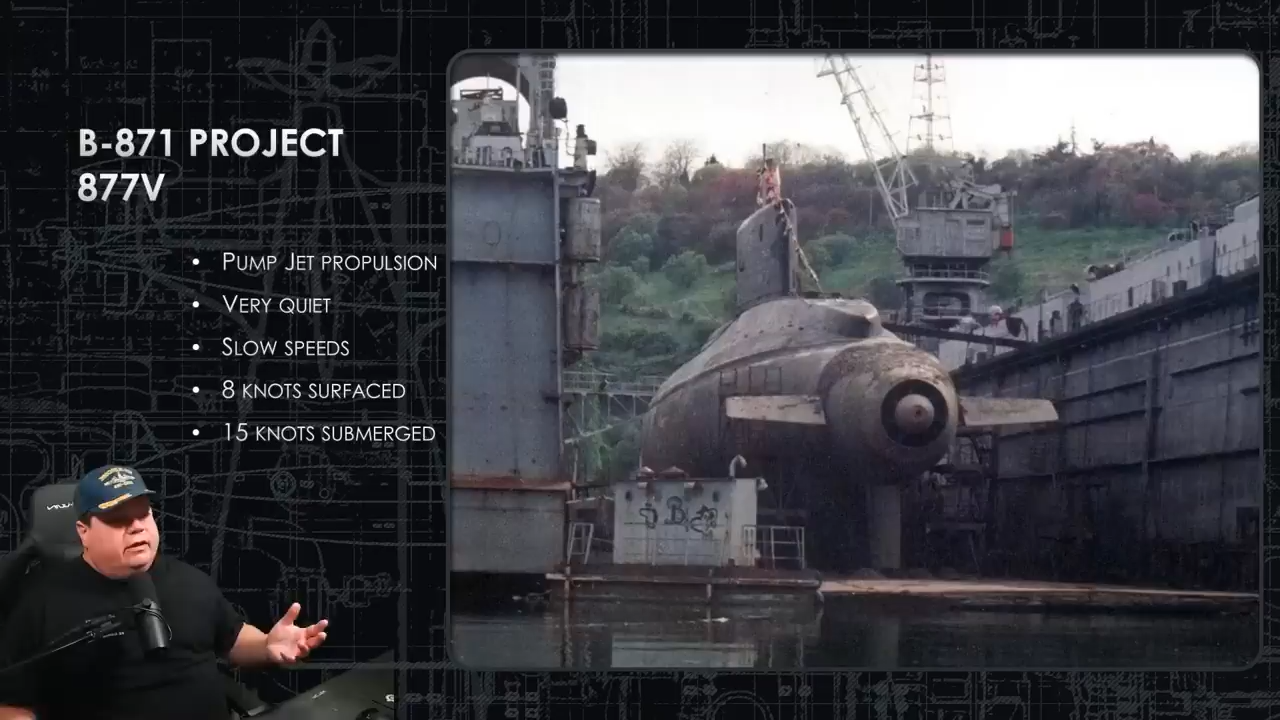 B-871 PROJECT
877V
• PUMP JET PROPULSION
• VERY QUIET
• SLOW SPEEDS
• 8 KNOTS SURFACED
• 15 KNOTS SUBMERGED